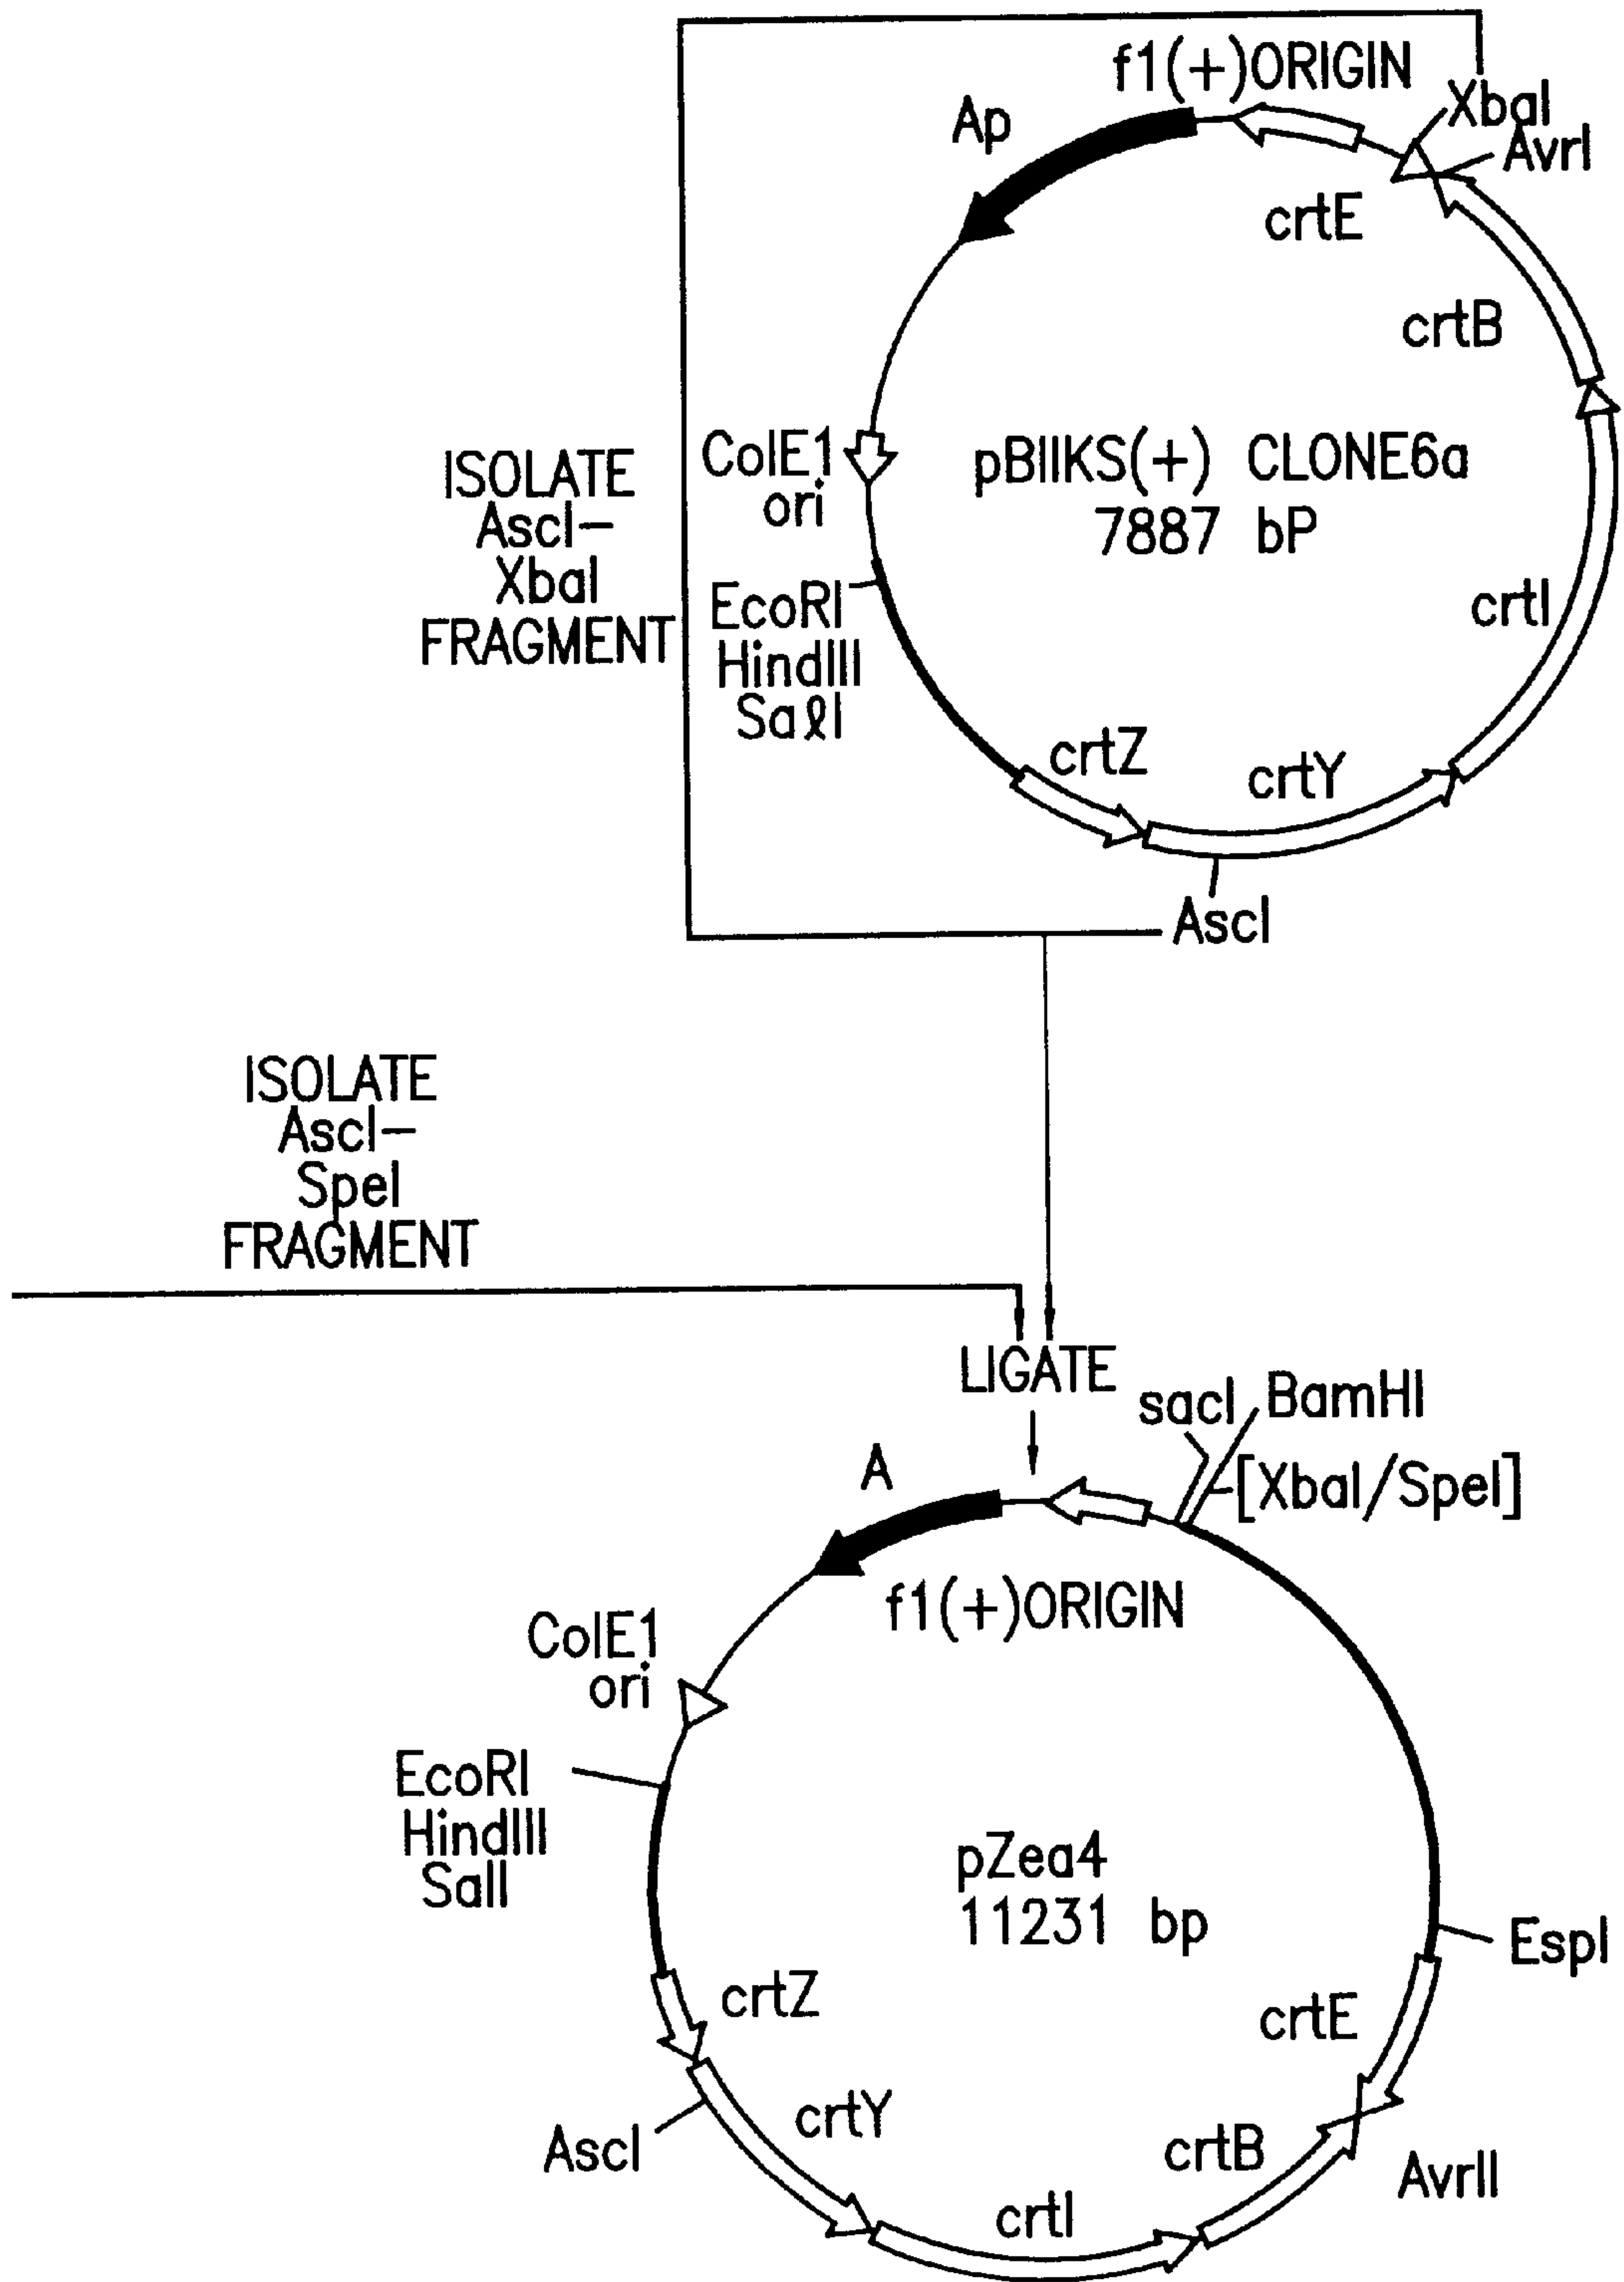 f1(+)ORIGIN
Ap
XbaI
AvrI
crtE
crtB
ColE1
ori
pBIIKS(+) CLONE6a
7887 bP
ISOLATE
AscI-
XbaI
FRAGMENT
EcoRI
HindIII
SalI
crtI
crtZ
crtY
AscI
ISOLATE
AscI-
SpeI
FRAGMENT
LIGATE
sacI
BamHI
[XbaI/SpeI]
A
f1(+)ORIGIN
ColE1
ori
EcoRI
HindIII
SalI
pZea4
11231 bp
EspI
crtZ
crtE
crtY
AscI
crtB
AvrII
crtI